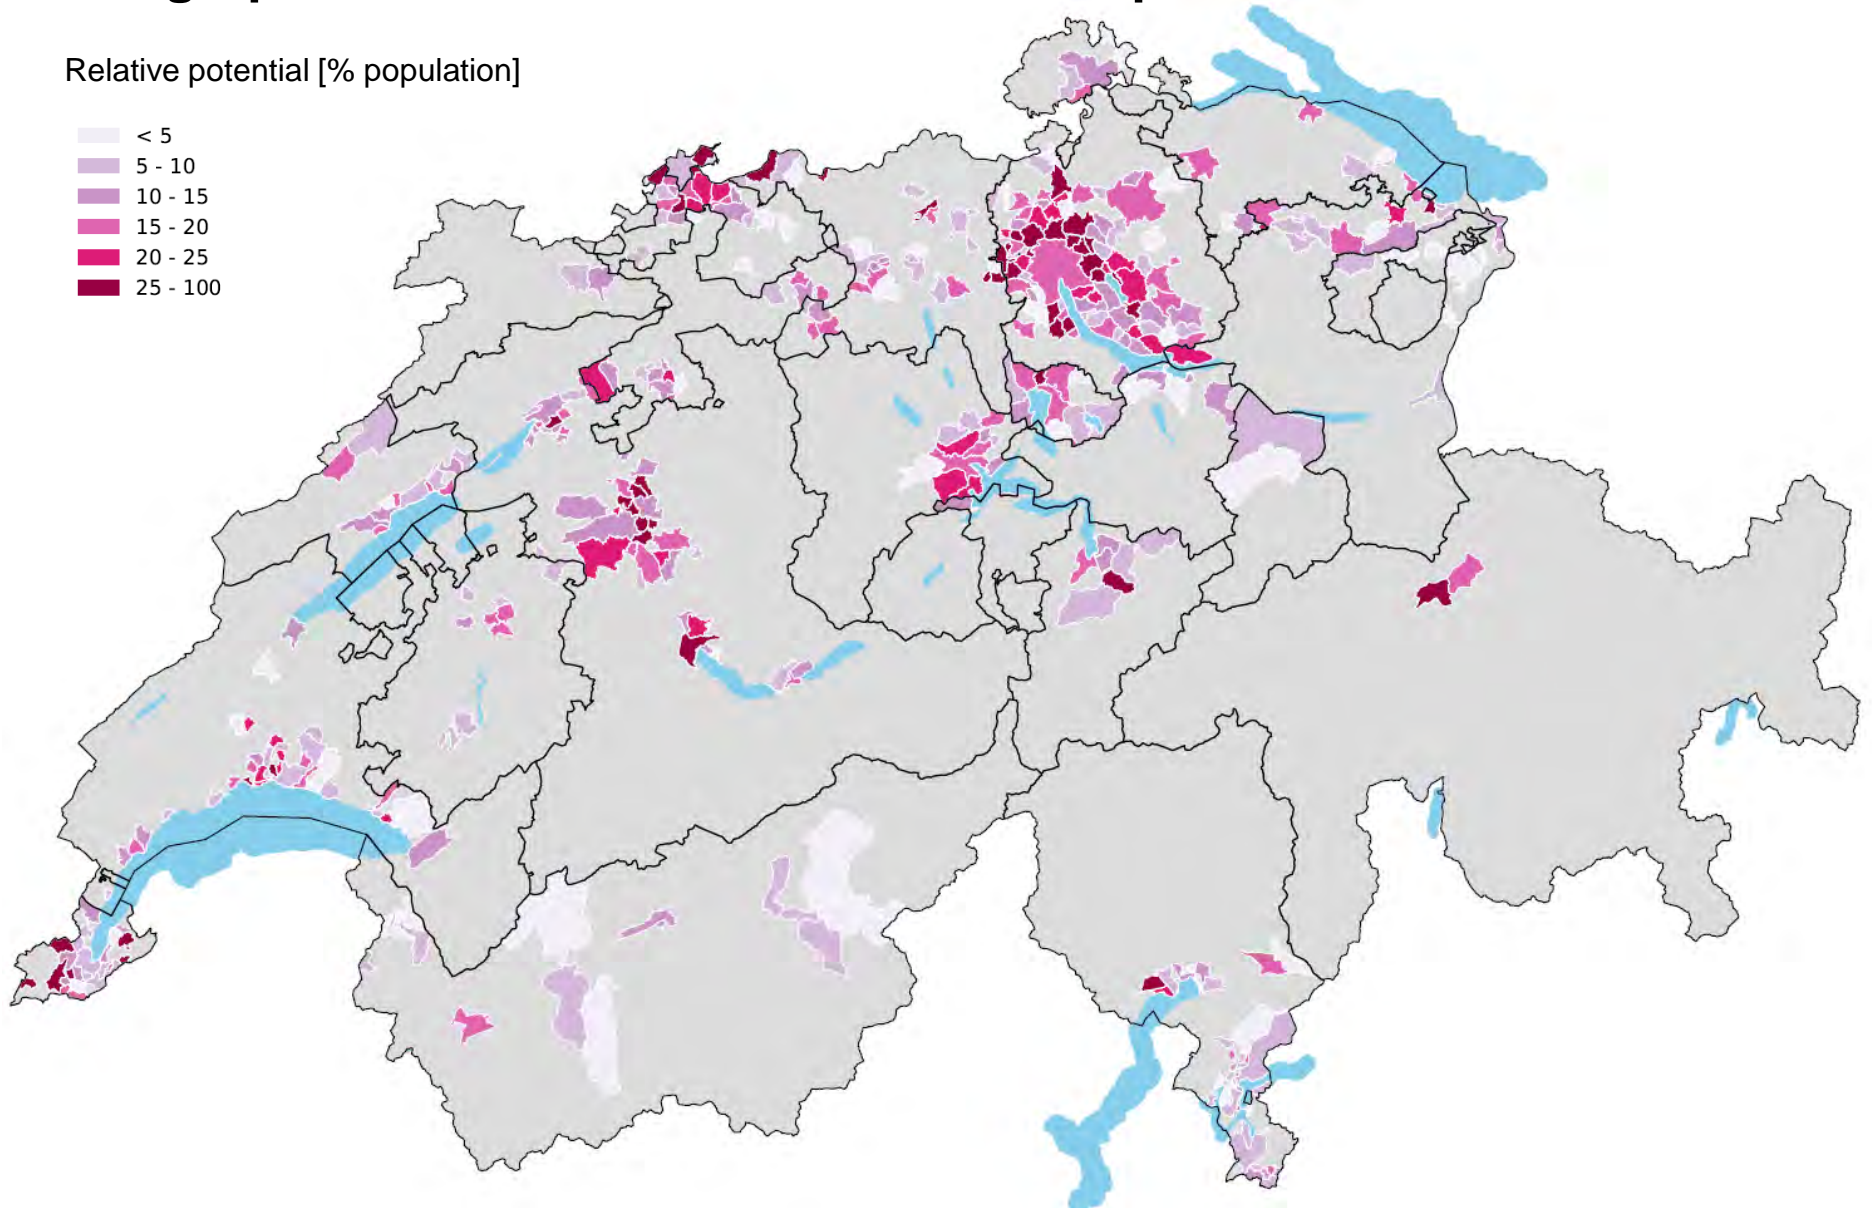 Relative potential [% population]
< 5
5 - 10
10 - 15
15 - 20
20 - 25
25 - 100